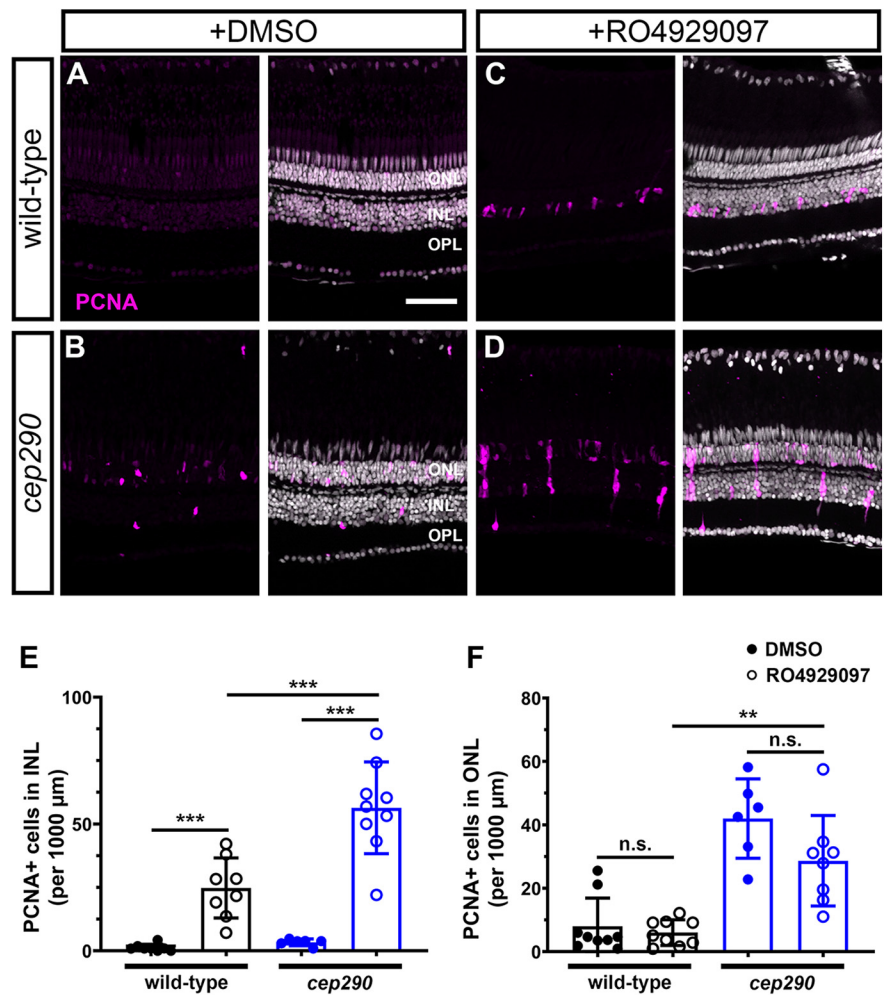 +DMSO
+RO4929097
wild-type
A
ONL
INL
OPL
PCNA
C
cep290
B
ONL
INL
OPL
D
E
PCNA+ cells in INL
(per 1000 µm)
100
50
0
***
***
***
wild-type
cep290
F
DMSO
RO4929097
PCNA+ cells in ONL
(per 1000 µm)
80
60
40
20
0
**
n.s.
n.s.
wild-type
cep290